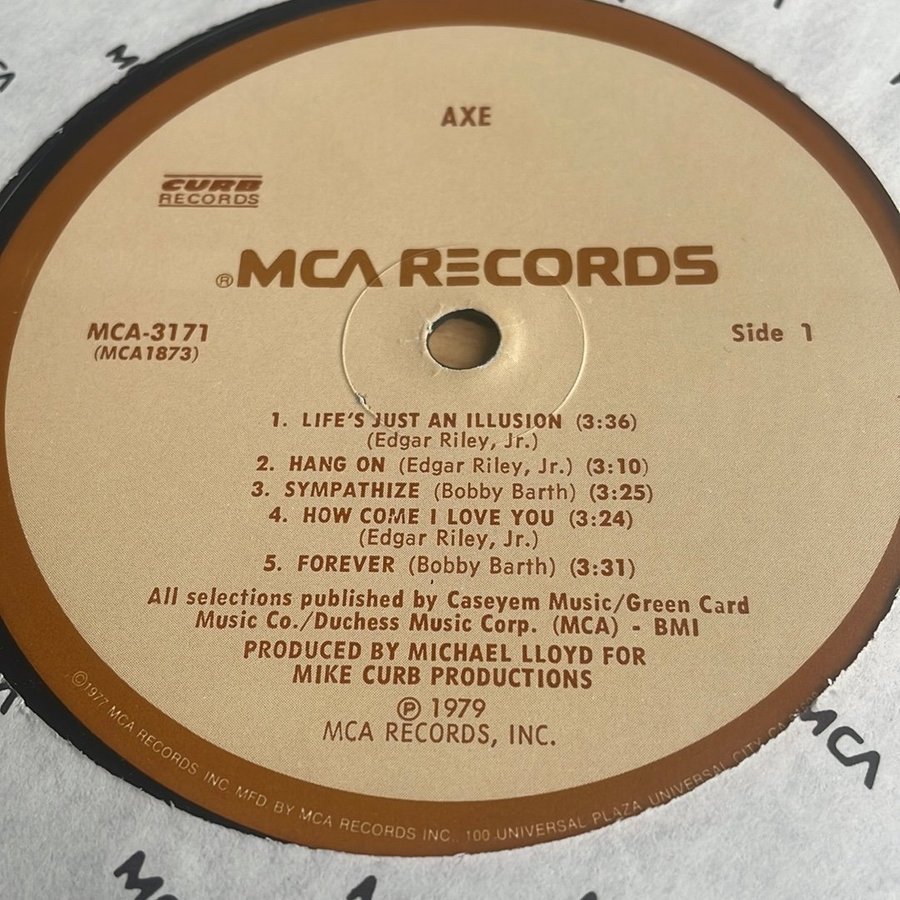 AXE
CURB
RECORDS
®MCA RECORDS
MCA-3171
(MCA1873)
Side 1
1. LIFE'S JUST AN ILLUSION (3:36)
(Edgar Riley, Jr.)
2. HANG ON (Edgar Riley, Jr.) (3:10)
3. SYMPATHIZE (Bobby Barth) (3:25)
4. HOW COME I LOVE YOU (3:24)
(Edgar Riley, Jr.)
5. FOREVER (Bobby Barth) (3:31)
All selections published by Caseyem Music/Green Card
Music Co./Duchess Music Corp. (MCA) - BMI
PRODUCED BY MICHAEL LLOYD FOR
MIKE CURB PRODUCTIONS
℗ 1979
MCA RECORDS, INC.
©1977 MCA RECORDS INC. MFD BY MCA RECORDS INC., 100 UNIVERSAL PLAZA UNIVERSAL CITY
MCA